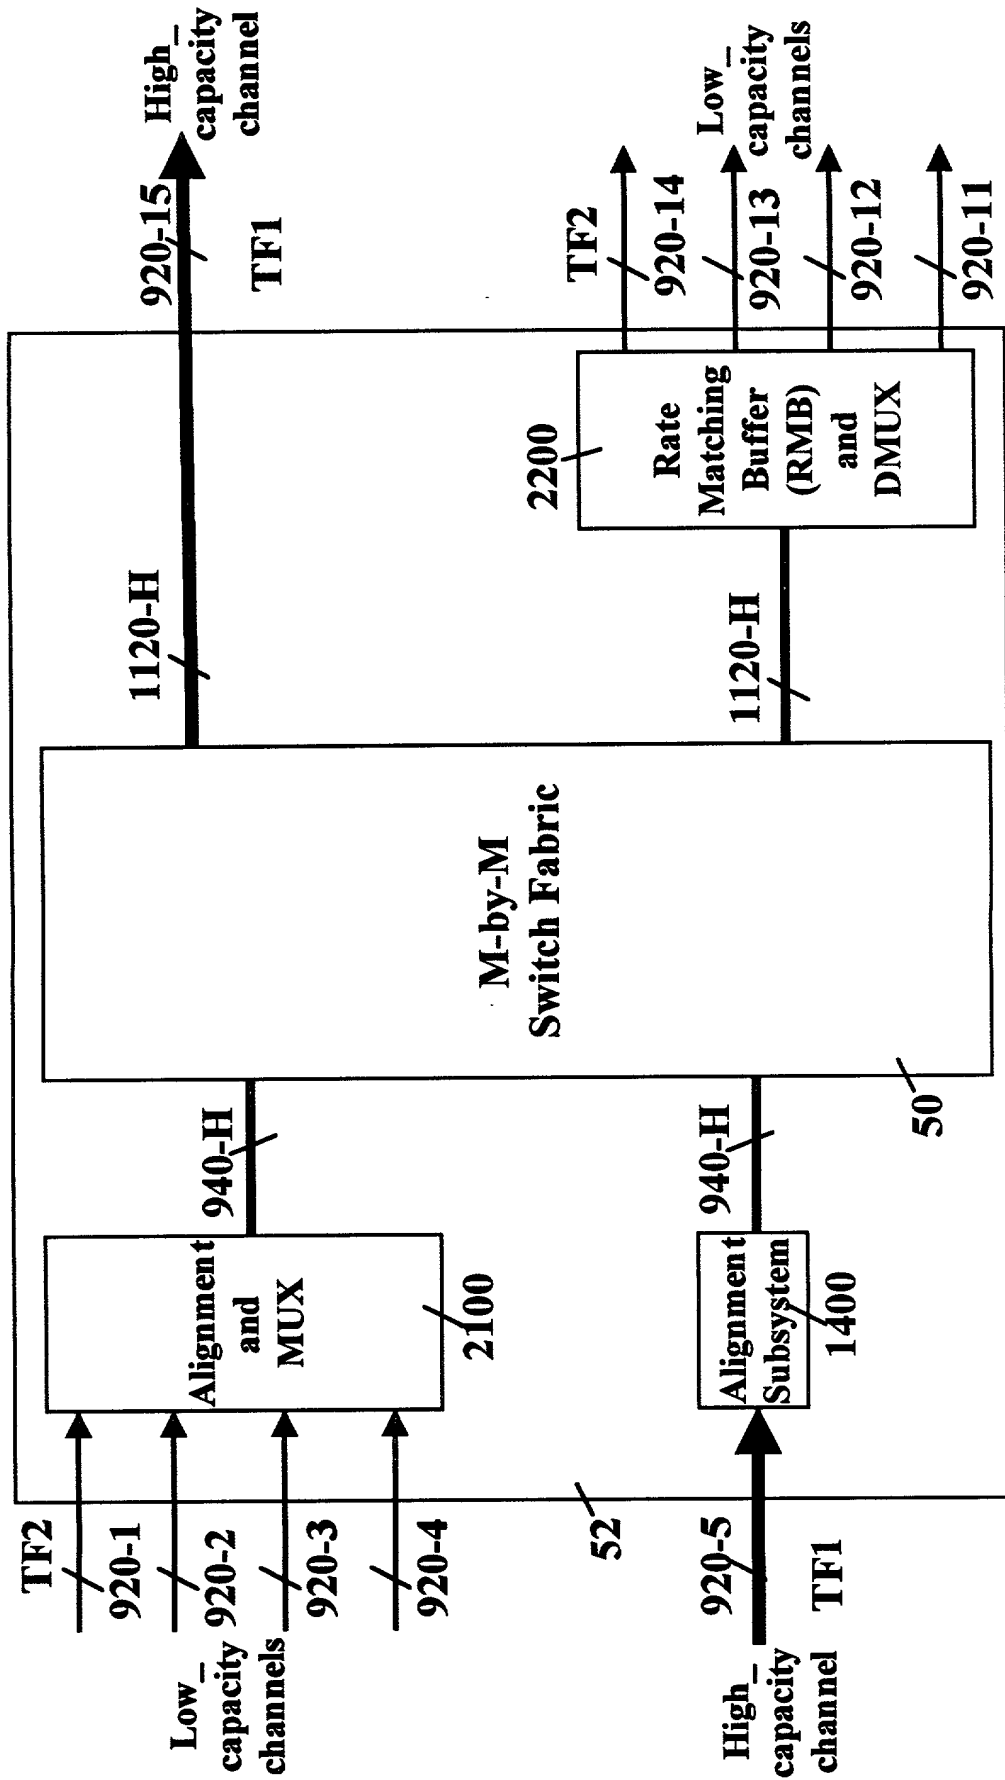 Low_
capacity
channels
TF2
920-1
920-2
920-3
920-4
Alignment
and
MUX
2100
940-H
High_
capacity
channel
920-5
TF1
52
Alignment
Subsystem
1400
940-H
M-by-M
Switch Fabric
50
1120-H
920-15
TF1
High_
capacity
channel
1120-H
2200
Rate
Matching
Buffer
(RMB)
and
DMUX
TF2
920-14
920-13
920-12
920-11
Low_
capacity
channels